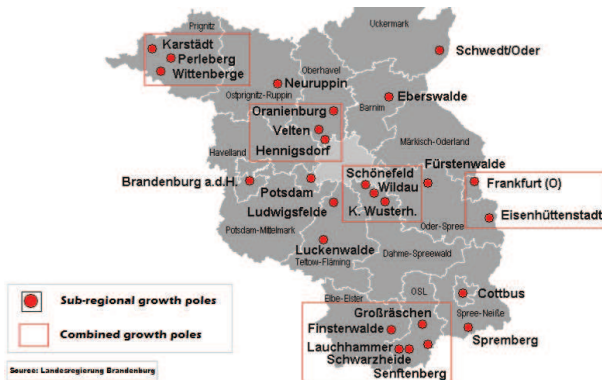 Prignitz
Uckermark
Karstädt
Perleberg
Wittenberge
Schwedt/Oder
Oberhavel
Neuruppin
Ostprignitz-Ruppin
Eberswalde
Barnim
Oranienburg
Velten
Hennigsdorf
Märkisch-Oderland
Havelland
Fürstenwalde
Schönefeld
Brandenburg a.d.H.
Potsdam
Wildau
Frankfurt (O)
Ludwigsfelde
K. Wusterh.
Eisenhüttenstadt
Potsdam-Mittelmark
Oder-Spree
Luckenwalde
Teltow-Fläming
Dahme-Spreewald
Elbe-Elster
OSL
Cottbus
Spree-Neiße
Großräschen
Finsterwalde
Spremberg
Lauchhammer
Schwarzheide
Senftenberg
Sub-regional growth poles
Combined growth poles
Source: Landesregierung Brandenburg